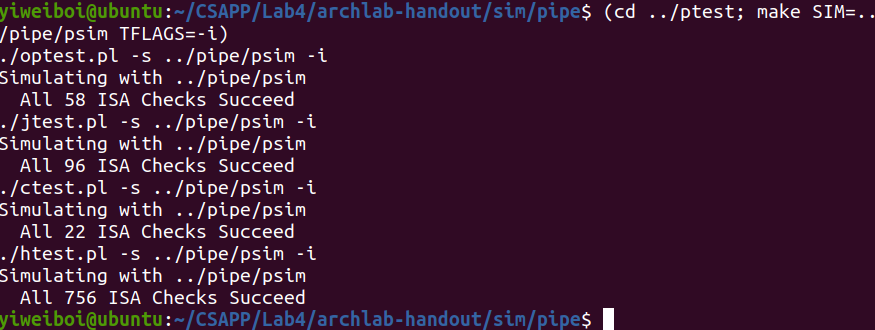 yiweiboi@ubuntu:~/CSAPP/Lab4/archlab-handout/sim/pipe$ (cd ../ptest; make SIM=..
/pipe/psim TFLAGS=-i)
./optest.pl -s ../pipe/psim -i
Simulating with ../pipe/psim
  All 58 ISA Checks Succeed
./jtest.pl -s ../pipe/psim -i
Simulating with ../pipe/psim
  All 96 ISA Checks Succeed
./ctest.pl -s ../pipe/psim -i
Simulating with ../pipe/psim
  All 22 ISA Checks Succeed
./htest.pl -s ../pipe/psim -i
Simulating with ../pipe/psim
  All 756 ISA Checks Succeed
yiweiboi@ubuntu:~/CSAPP/Lab4/archlab-handout/sim/pipe$